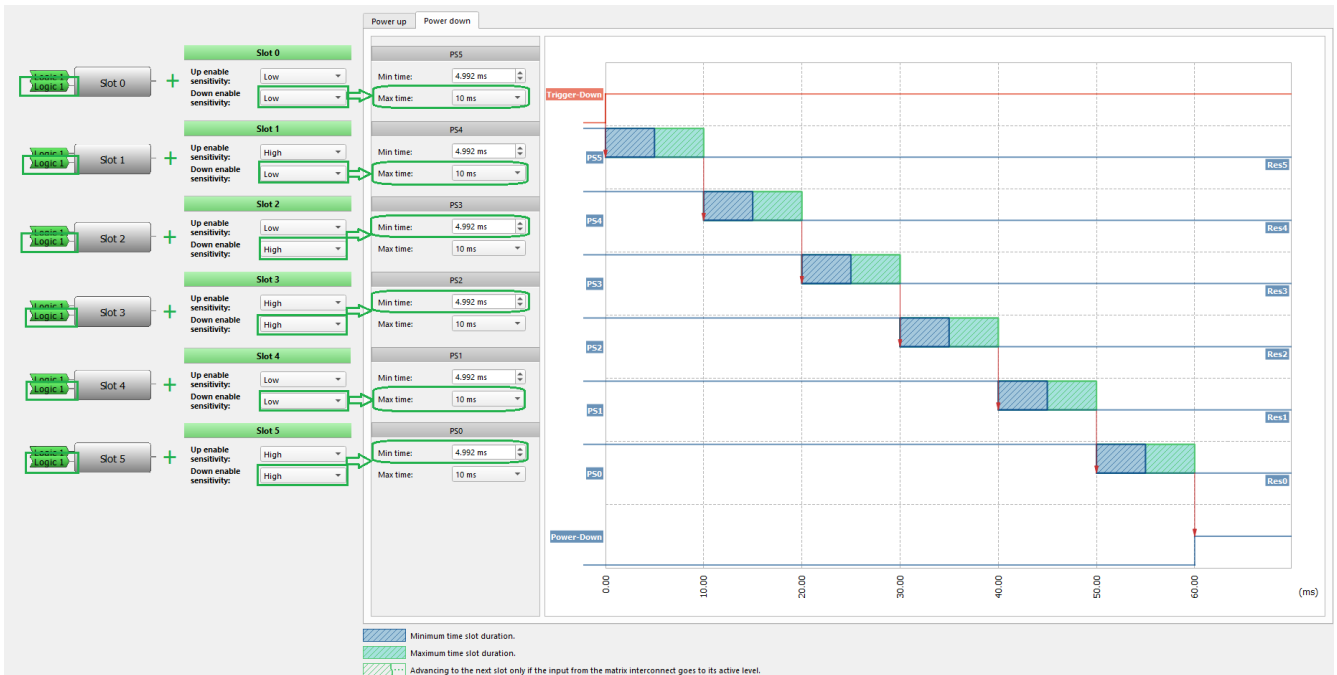 Power up
Power down
Logic 1
Logic 1
Slot 0
+
Slot 0
Up enable
sensitivity:
Low
Down enable
sensitivity:
Low
PS5
Min time:
4.992 ms
Max time:
10 ms
Logic 1
Logic 1
Slot 1
+
Slot 1
Up enable
sensitivity:
High
Down enable
sensitivity:
Low
PS4
Min time:
4.992 ms
Max time:
10 ms
Logic 1
Logic 1
Slot 2
+
Slot 2
Up enable
sensitivity:
Low
Down enable
sensitivity:
High
PS3
Min time:
4.992 ms
Max time:
10 ms
Logic 1
Logic 1
Slot 3
+
Slot 3
Up enable
sensitivity:
High
Down enable
sensitivity:
High
PS2
Min time:
4.992 ms
Max time:
10 ms
Logic 1
Logic 1
Slot 4
+
Slot 4
Up enable
sensitivity:
Low
Down enable
sensitivity:
Low
PS1
Min time:
4.992 ms
Max time:
10 ms
Logic 1
Logic 1
Slot 5
+
Slot 5
Up enable
sensitivity:
High
Down enable
sensitivity:
High
PS0
Min time:
4.992 ms
Max time:
10 ms
Trigger-Down
PS5
Res5
PS4
Res4
PS3
Res3
PS2
Res2
PS1
Res1
PS0
Res0
Power-Down
0.00
10.00
20.00
30.00
40.00
50.00
60.00
(ms)
Minimum time slot duration.
Maximum time slot duration.
Advancing to the next slot only if the input from the matrix interconnect goes to its active level.